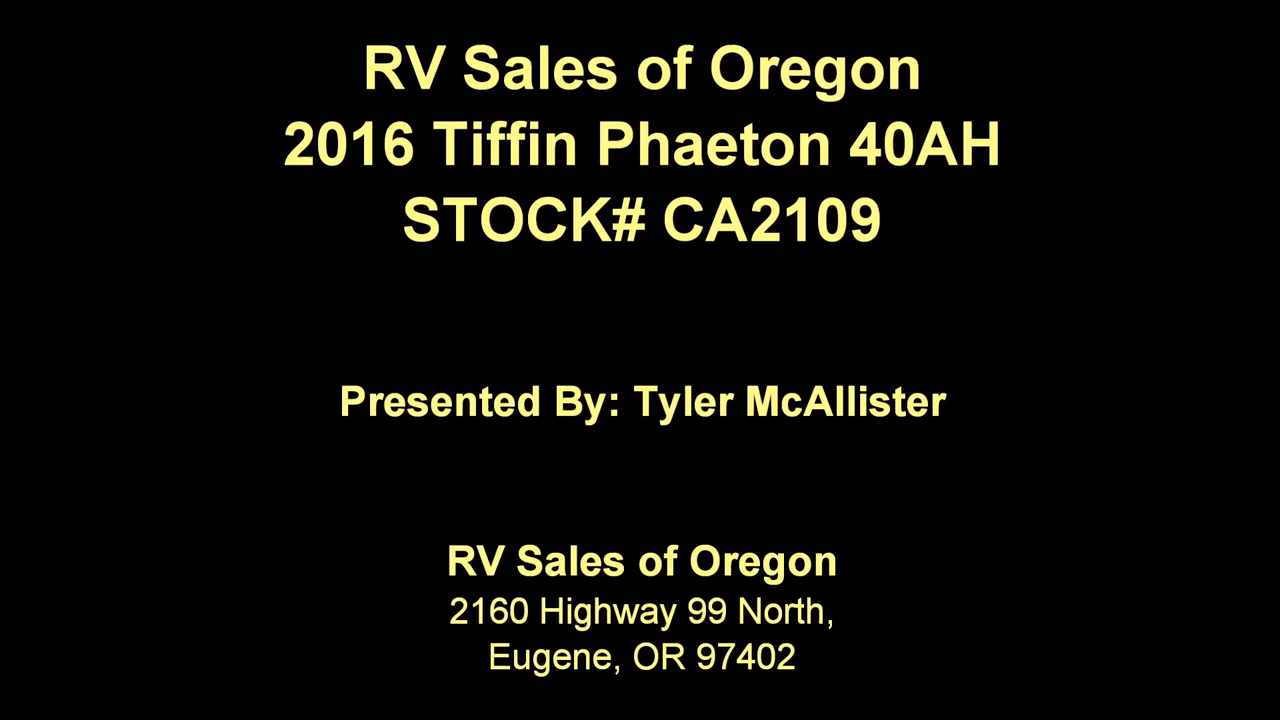 RV Sales of Oregon
2016 Tiffin Phaeton 40AH
STOCK# CA2109
Presented By: Tyler McAllister
RV Sales of Oregon
2160 Highway 99 North,
Eugene, OR 97402